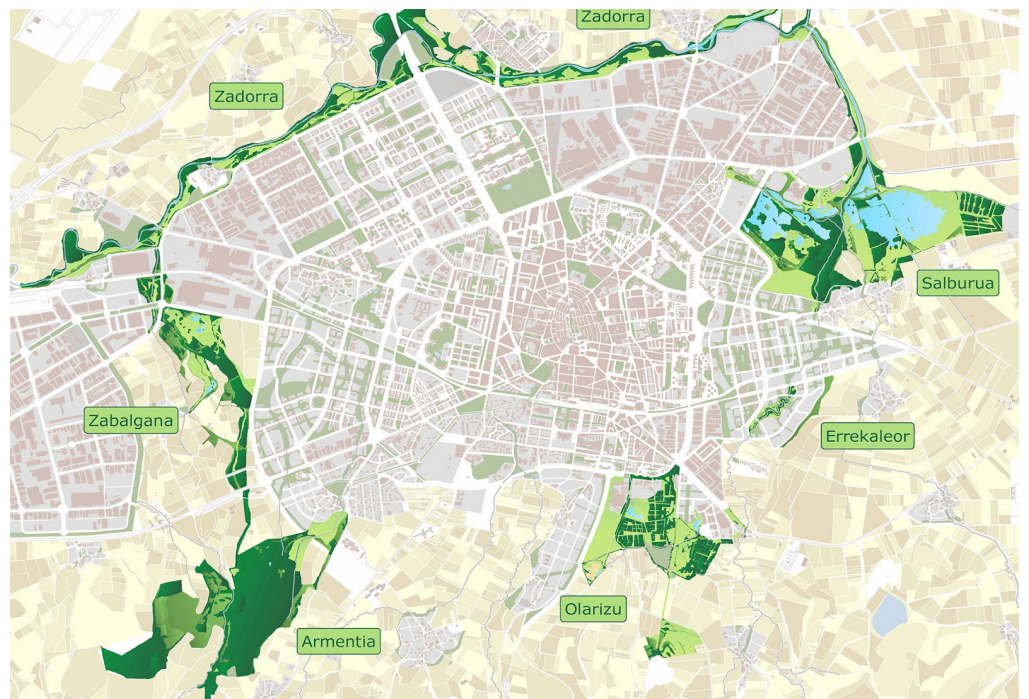 Zadorra
Zadorra
Salburua
Zabalgana
Errekaleor
Olarizu
Armentia